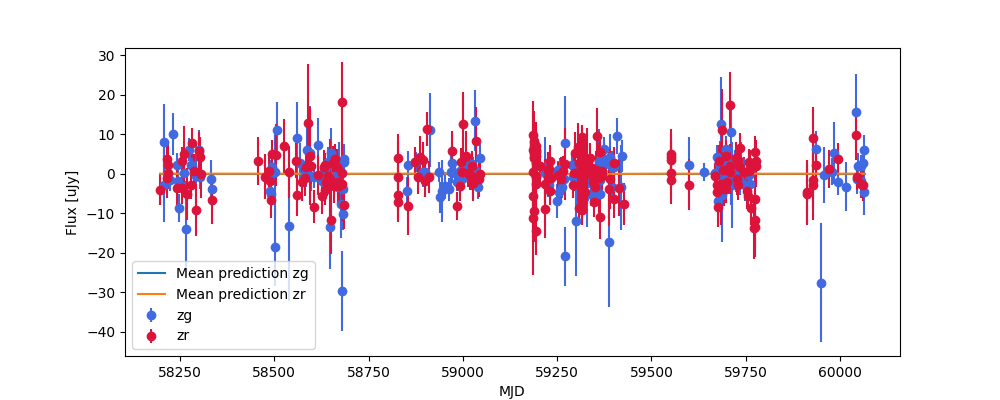 30
20
10
0
−10
−20
−30
−40
Flux [uJy]
Mean prediction zg
Mean prediction zr
zg
zr
58250 58500 58750 59000 59250 59500 59750 60000
MJD